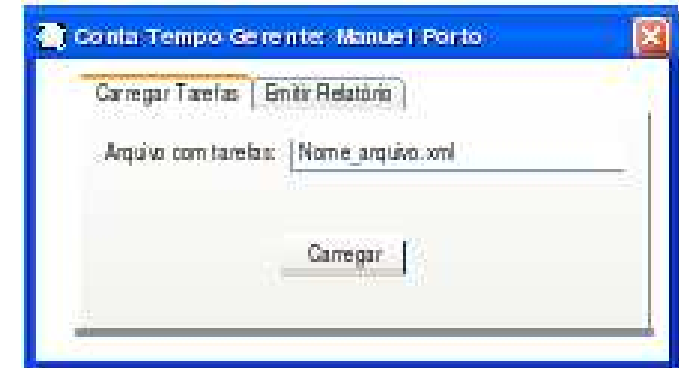 Conta Tempo Gerente: Manuel Porto
Carregar Tarefas Emitir Relatório
Arquivo com tarefas: Nome_arquivo.xml
Carregar